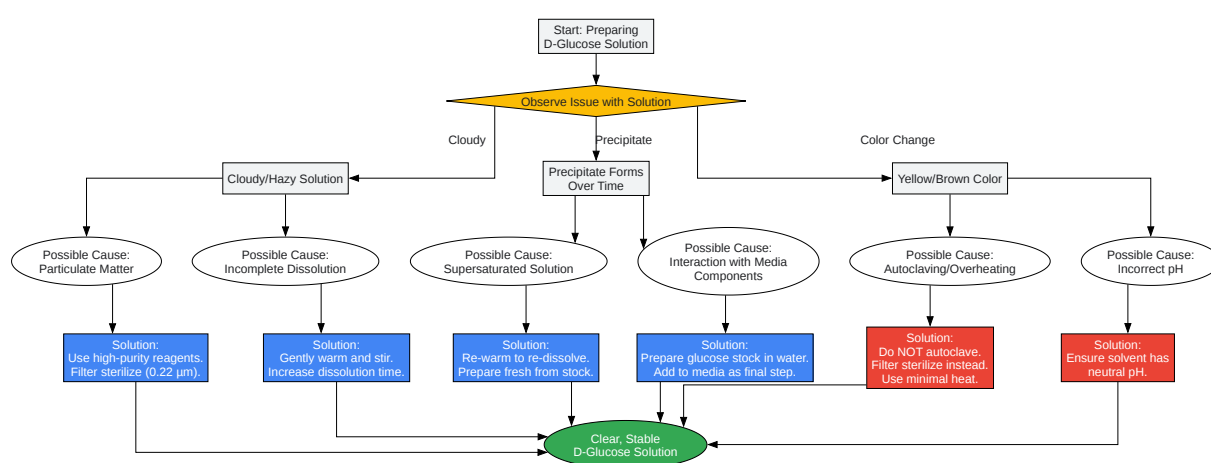 Start: Preparing
D-Glucose Solution
Observe Issue with Solution
Cloudy
Precipitate
Color Change
Cloudy/Hazy Solution
Precipitate Forms
Over Time
Yellow/Brown Color
Possible Cause:
Particulate Matter
Possible Cause:
Incomplete Dissolution
Possible Cause:
Supersaturated Solution
Possible Cause:
Interaction with Media
Components
Possible Cause:
Autoclaving/Overheating
Possible Cause:
Incorrect pH
Solution:
Use high-purity reagents.
Filter sterilize (0.22 µm).
Solution:
Gently warm and stir.
Increase dissolution time.
Solution:
Re-warm to re-dissolve.
Prepare fresh from stock.
Solution:
Prepare glucose stock in water.
Add to media as final step.
Solution:
Do NOT autoclave.
Filter sterilize instead.
Use minimal heat.
Solution:
Ensure solvent has
neutral pH.
Clear, Stable
D-Glucose Solution